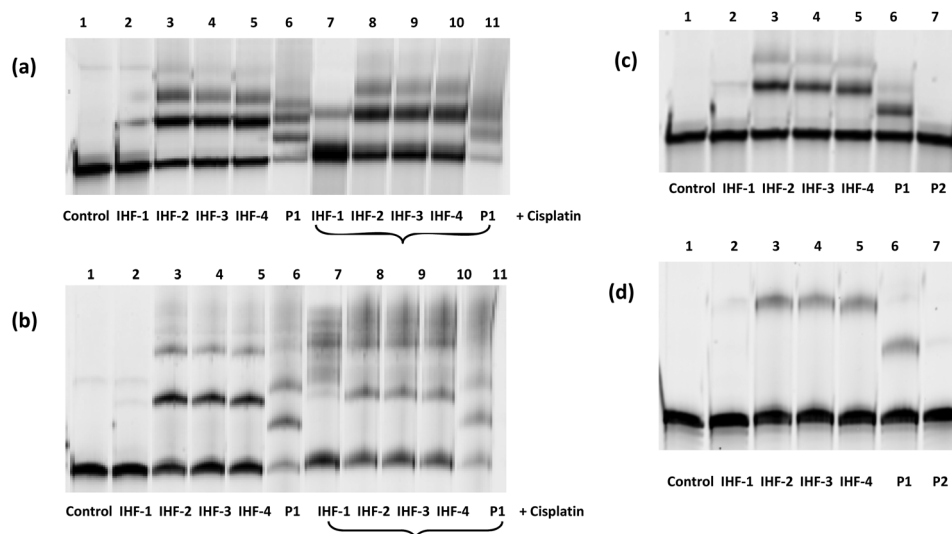 1 2 3 4 5 6 7 8 9 10 11
(a)
Control IHF-1 IHF-2 IHF-3 IHF-4 P1 IHF-1 IHF-2 IHF-3 IHF-4 P1 + Cisplatin
1 2 3 4 5 6 7 8 9 10 11
(b)
Control IHF-1 IHF-2 IHF-3 IHF-4 P1 IHF-1 IHF-2 IHF-3 IHF-4 P1 + Cisplatin
1 2 3 4 5 6 7
(c)
Control IHF-1 IHF-2 IHF-3 IHF-4 P1 P2
1 2 3 4 5 6 7
(d)
Control IHF-1 IHF-2 IHF-3 IHF-4 P1 P2